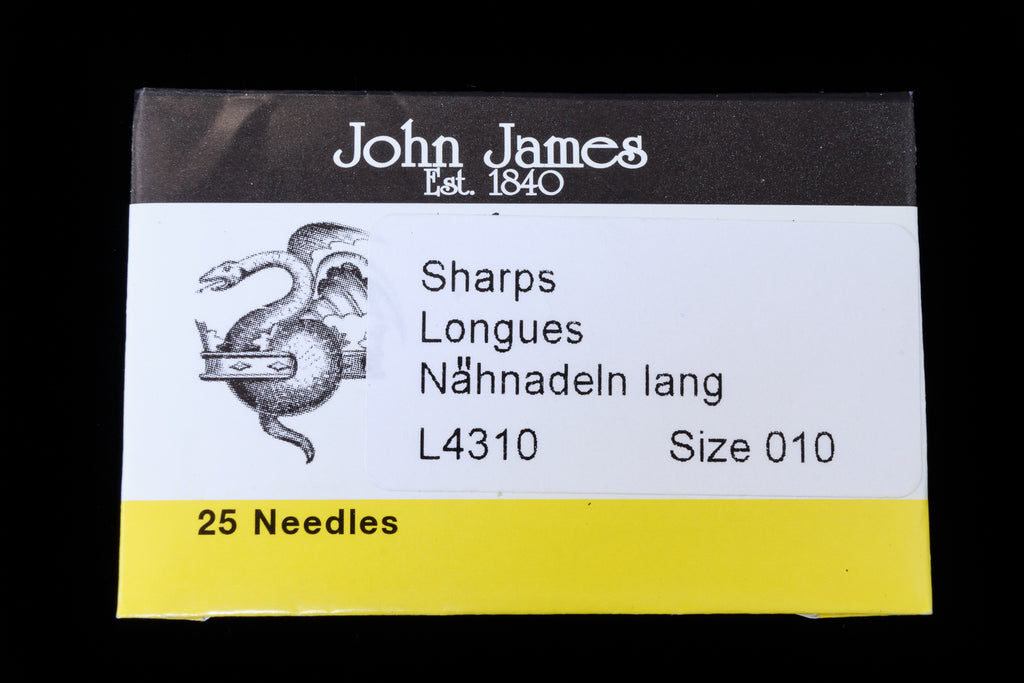 John James
Est. 1840
Sharps
Longues
Nähnadeln lang
L4310 Size 010
25 Needles